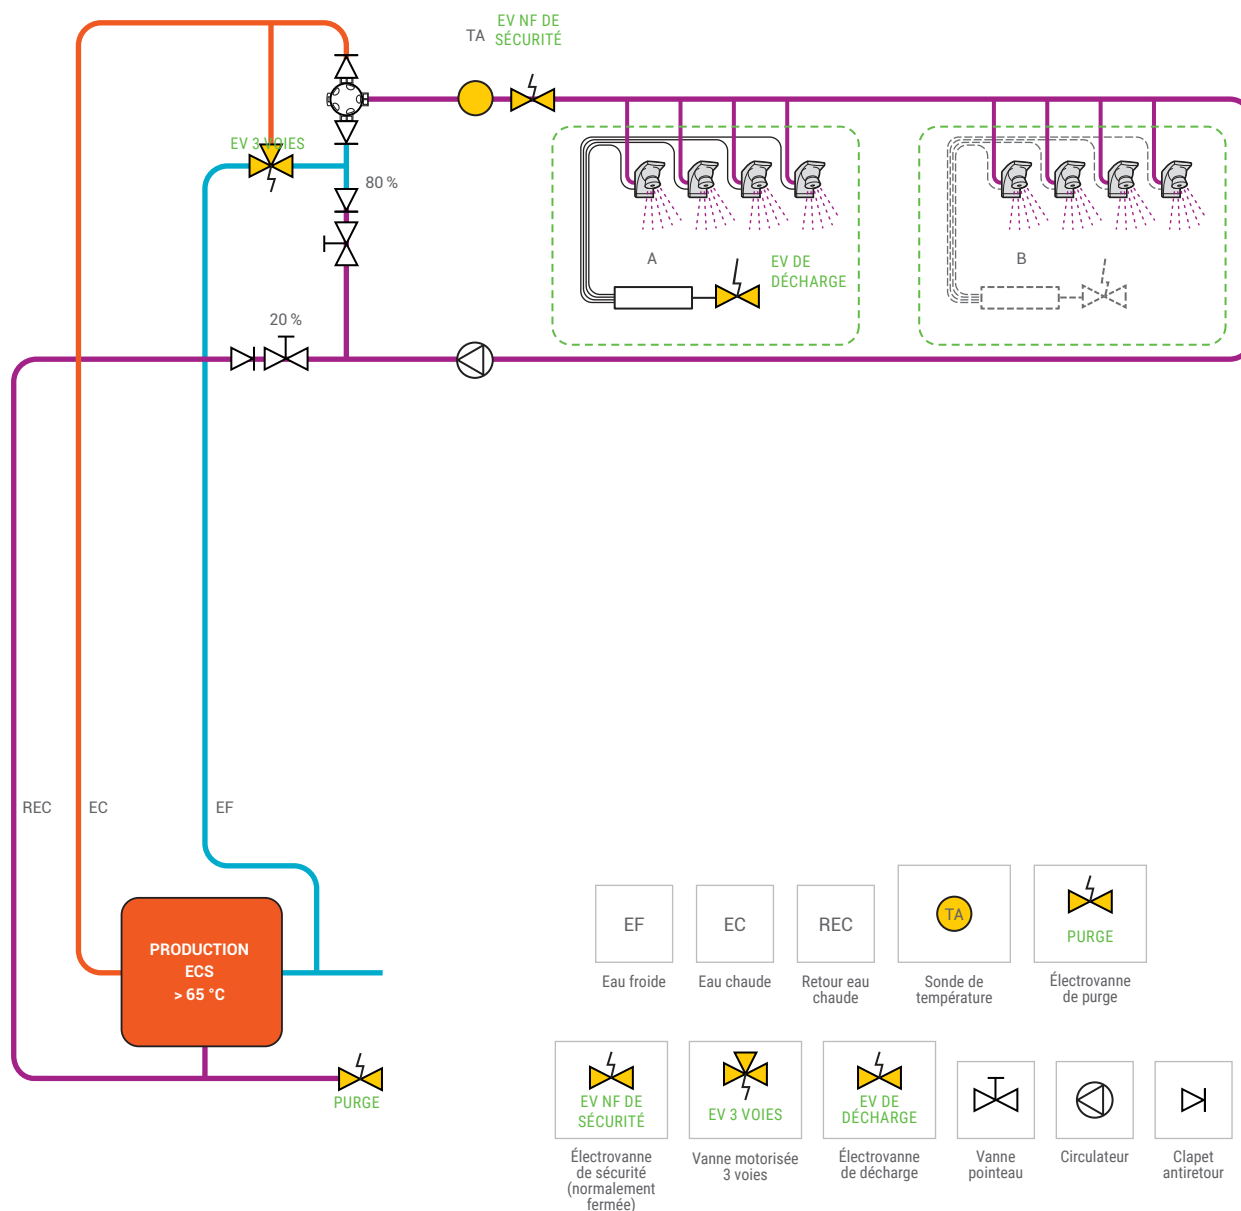 EV NF DE
SÉCURITÉ
TA
EV 3 VOIES
80 %
A
EV DE
DÉCHARGE
B
20 %
REC
EC
EF
PRODUCTION
ECS
> 65 °C
PURGE
EF
EC
REC
TA
PURGE
Eau froide
Eau chaude
Retour eau
chaude
Sonde de
température
Électrovanne
de purge
EV NF DE
SÉCURITÉ
EV 3 VOIES
EV DE
DÉCHARGE
Électrovanne
de sécurité
(normalement
fermée)
Vanne motorisée
3 voies
Électrovanne
de décharge
Vanne
pointeau
Circulateur
Clapet
antiretour